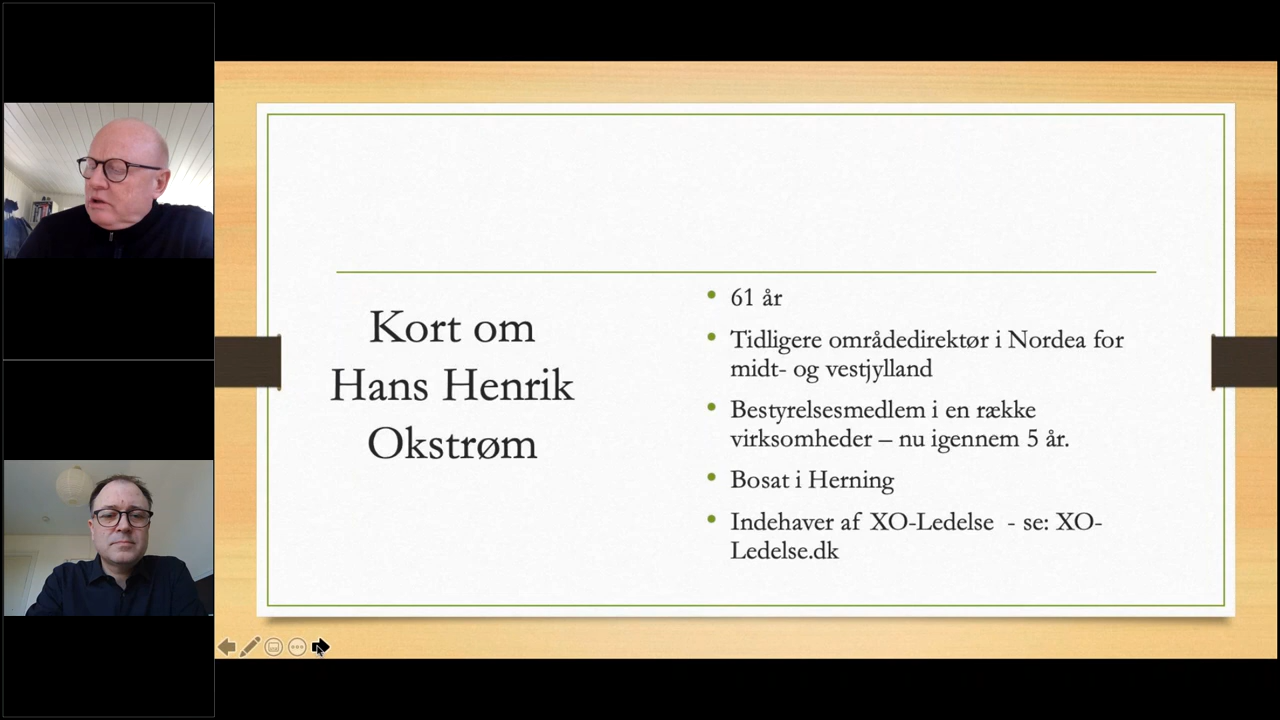 Kort om
Hans Henrik
Okstrøm
61 år
Tidligere områdedirektør i Nordea for
midt- og vestjylland
Bestyrelsesmedlem i en række
virksomheder – nu igennem 5 år.
Bosat i Herning
Indehaver af XO-Ledelse - se: XO-
Ledelse.dk